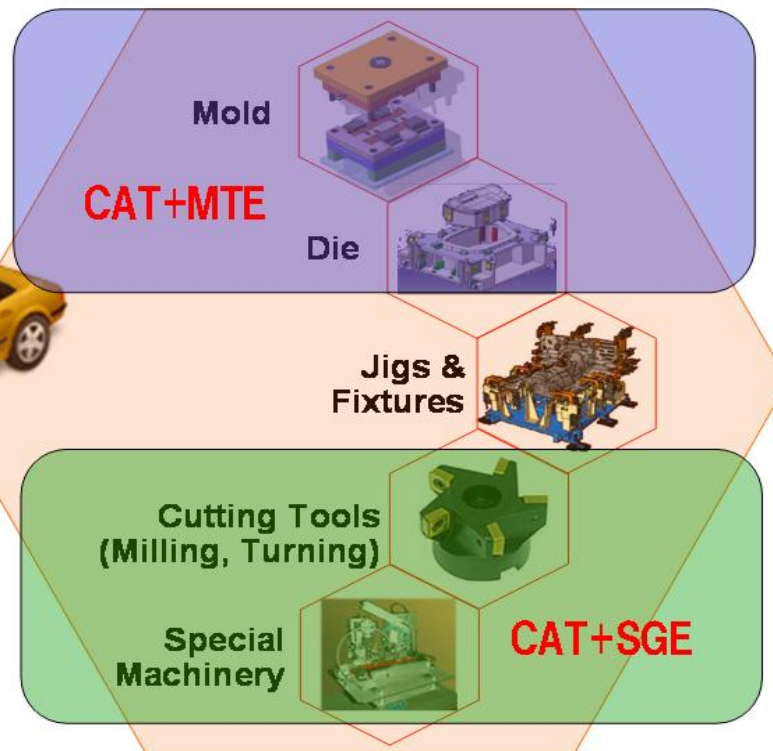 Mold
CAT+MTE
Die
Jigs &
Fixtures
Cutting Tools
(Milling, Turning)
Special
Machinery
CAT+SGE